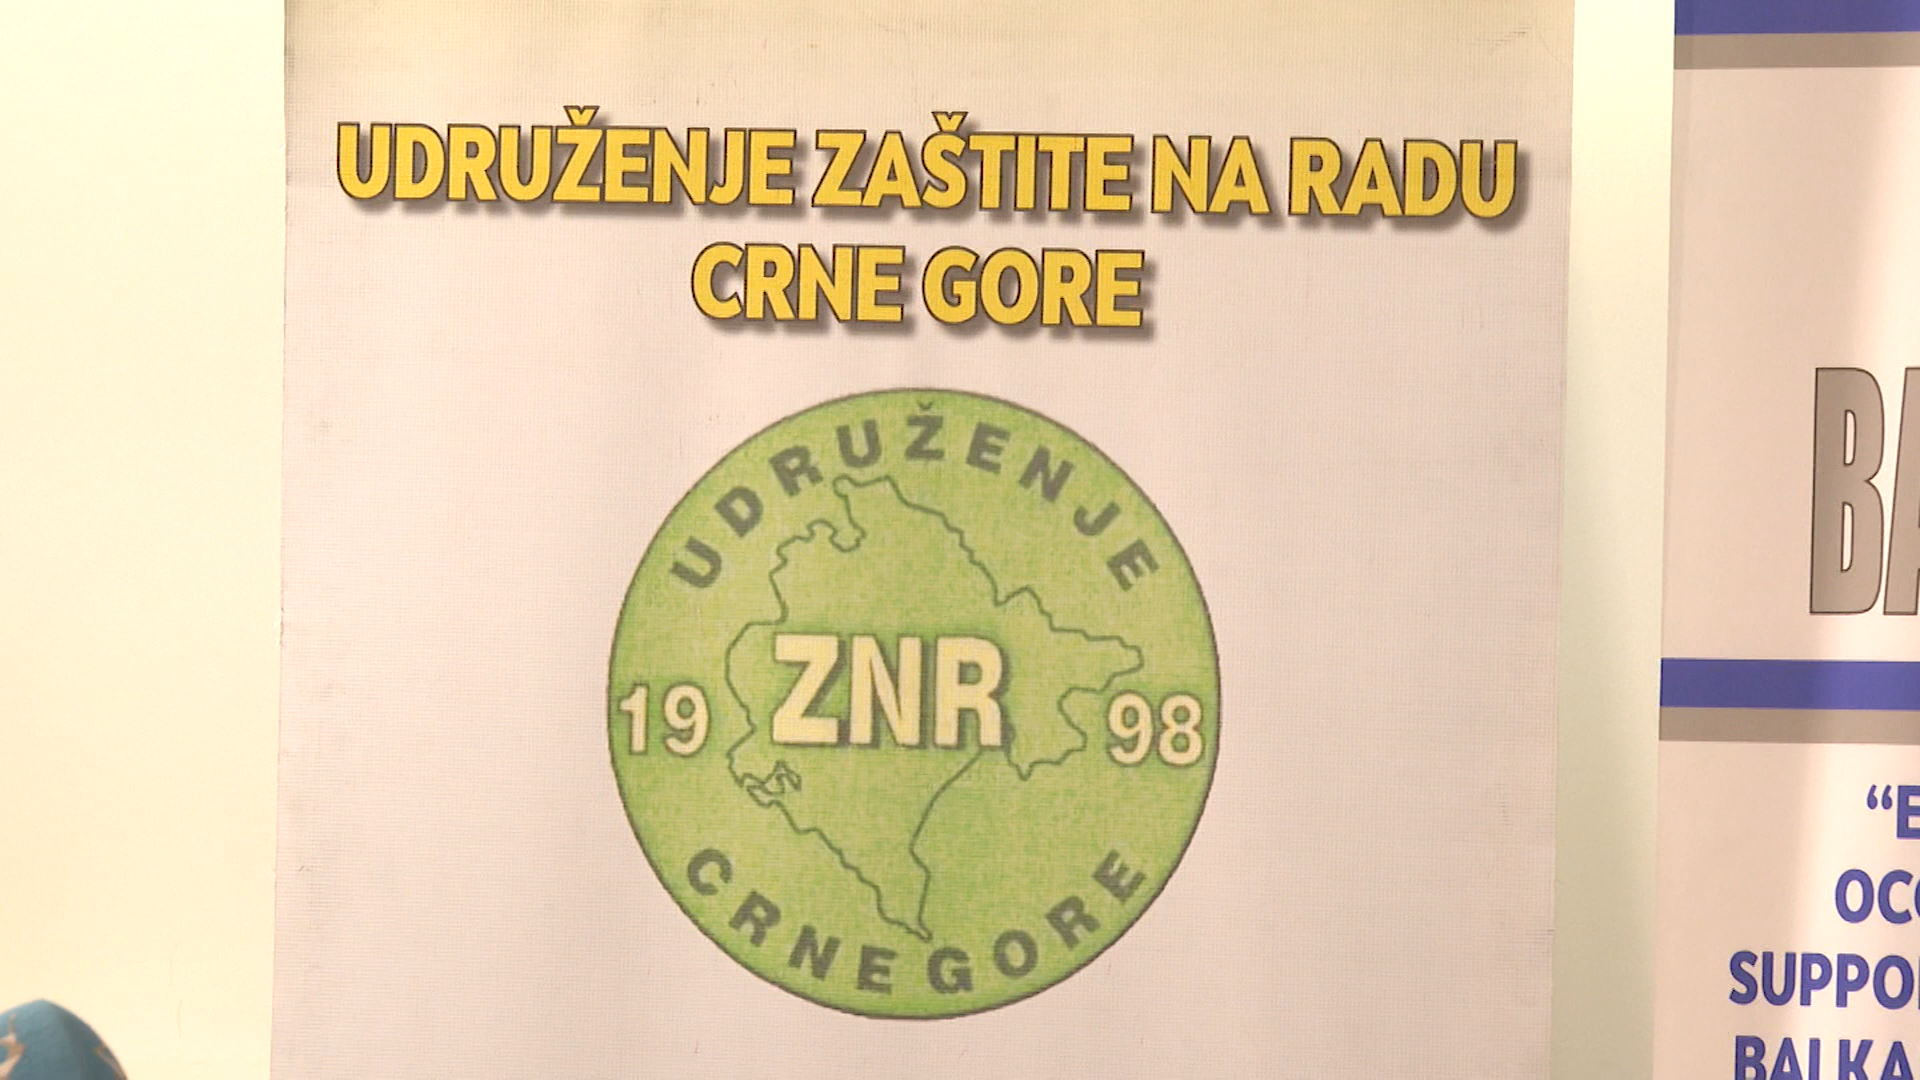 UDRUŽENJE ZAŠTITE NA RADU
CRNE GORE
UDRUŽENJE
ZNR
19 98
CRNE GORE